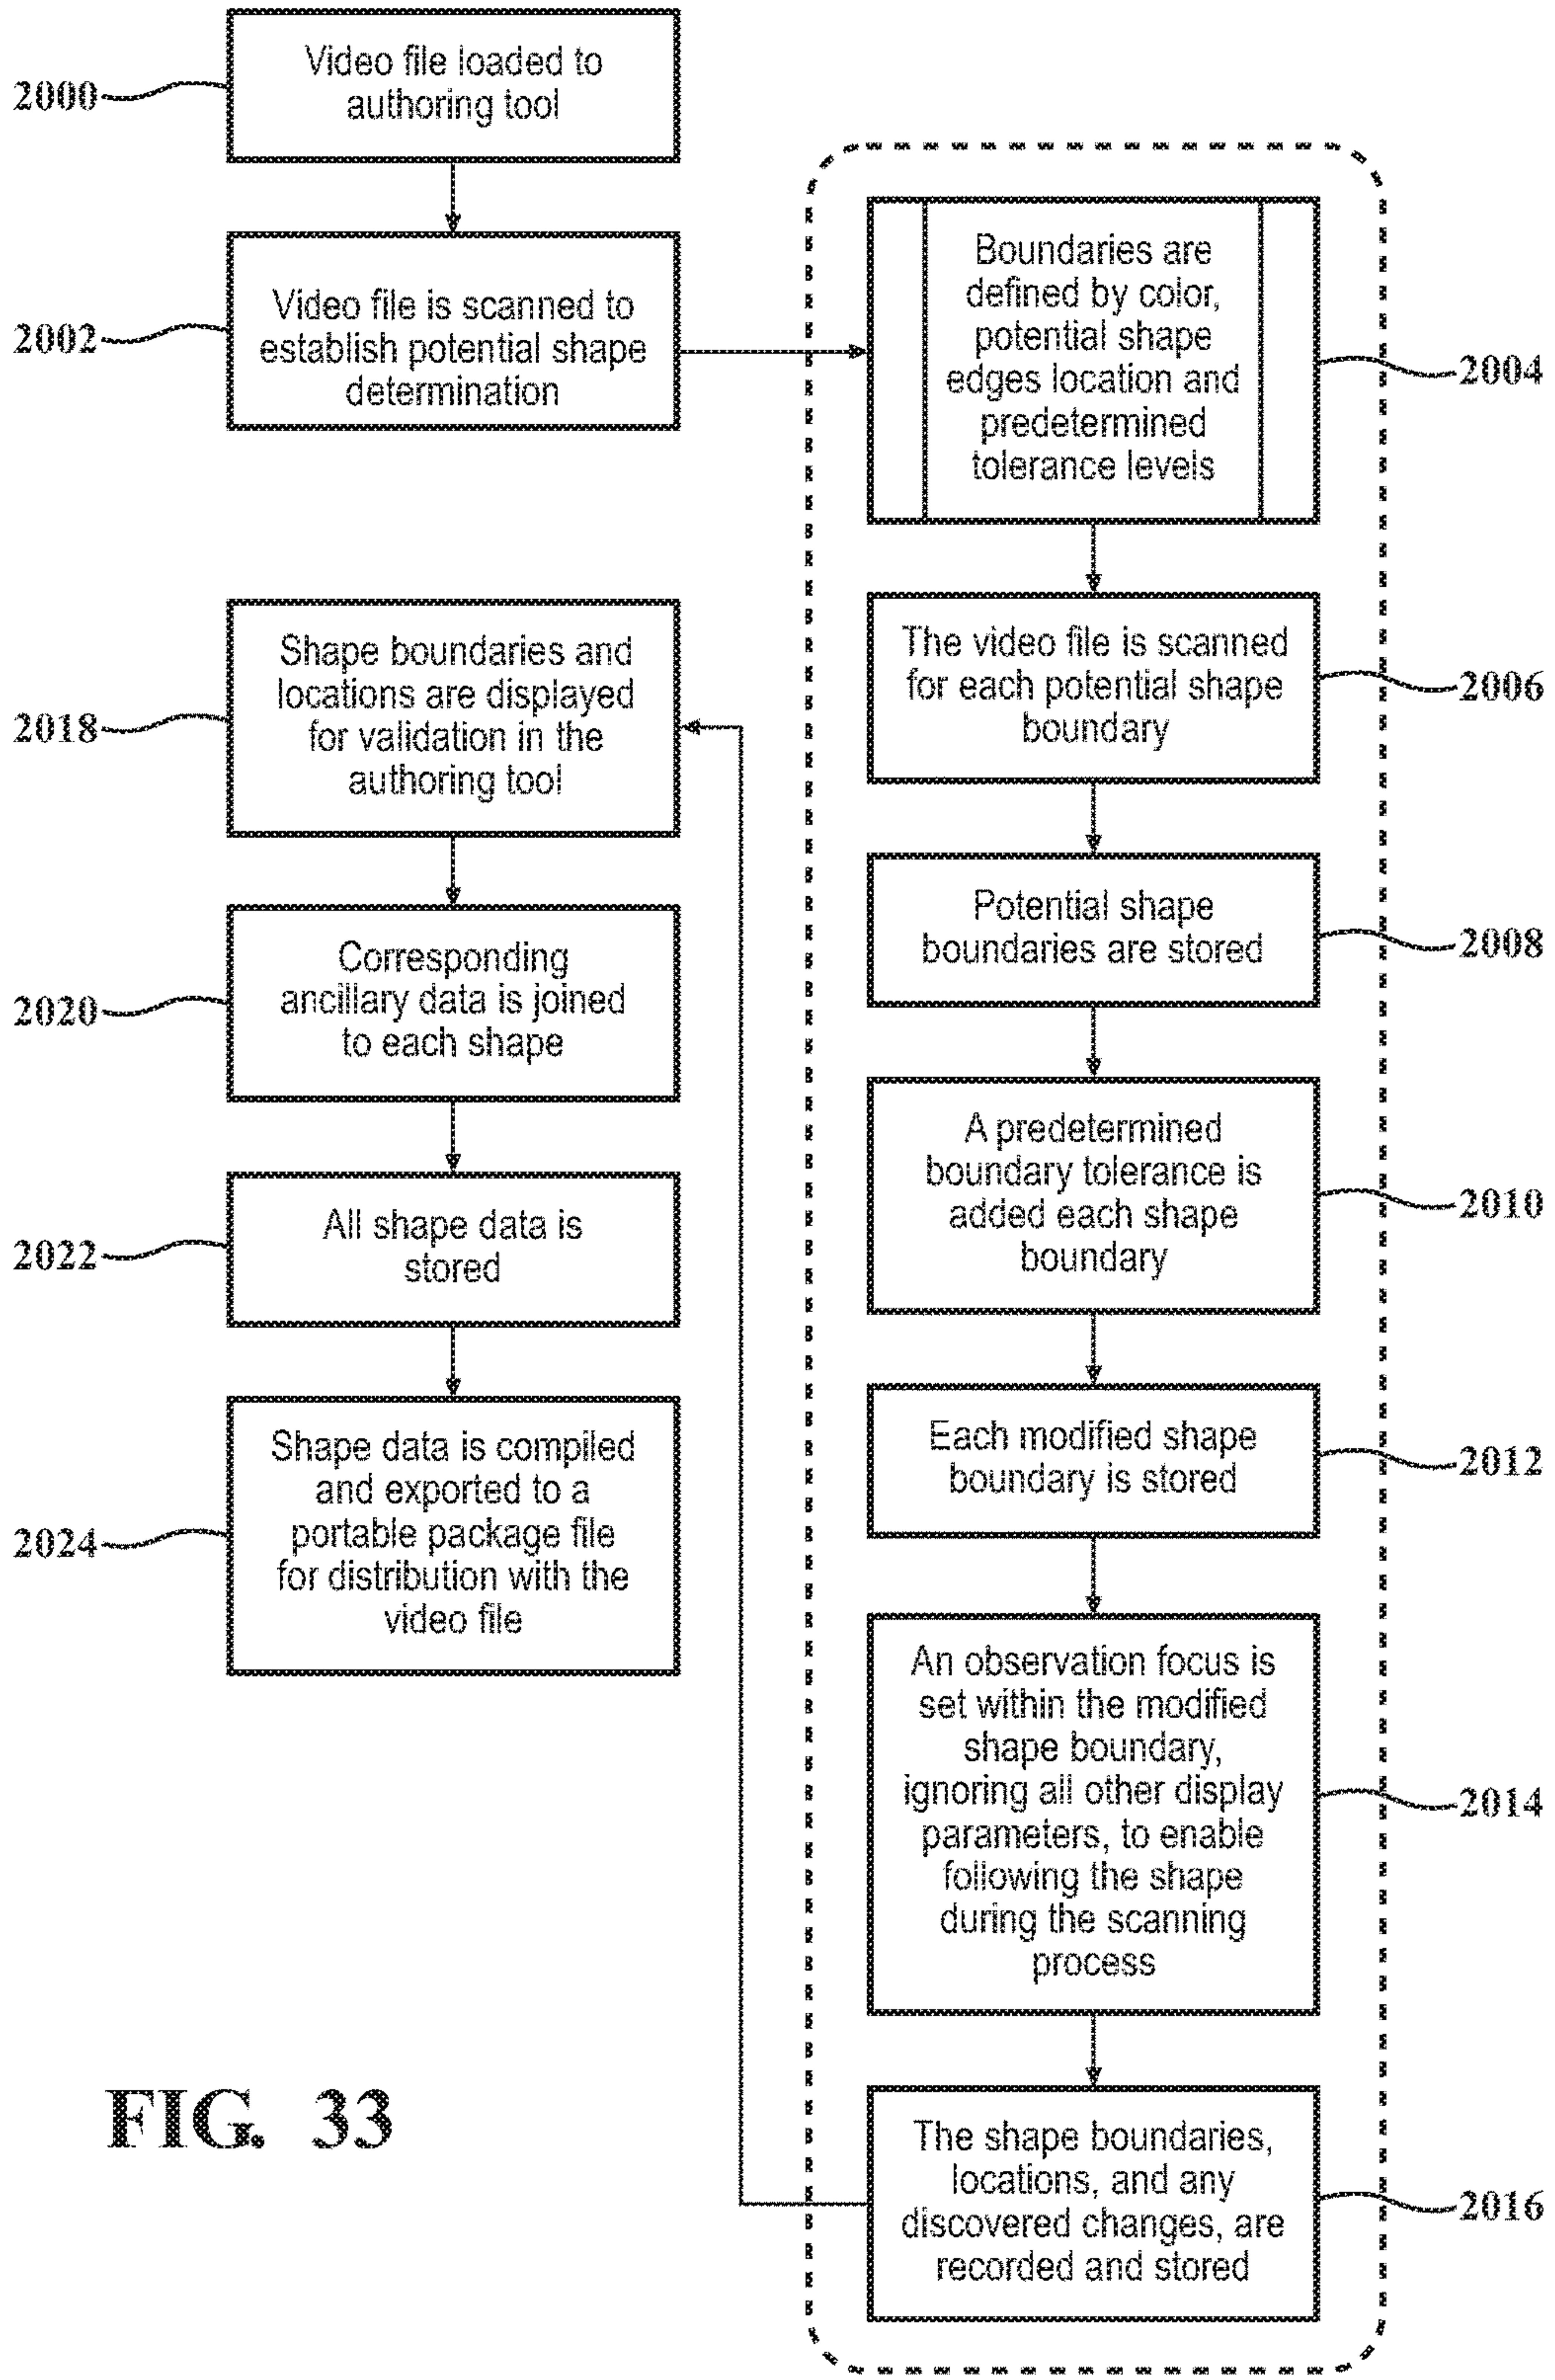 2000
Video file loaded to
authoring tool
2002
Video file is scanned to
establish potential shape
determination
Boundaries are
defined by color,
potential shape
edges location and
predetermined
tolerance levels
2004
The video file is scanned
for each potential shape
boundary
2006
Potential shape
boundaries are stored
2008
A predetermined
boundary tolerance is
added each shape
boundary
2010
Each modified shape
boundary is stored
2012
An observation focus is
set within the modified
shape boundary,
ignoring all other display
parameters, to enable
following the shape
during the scanning
process
2014
The shape boundaries,
locations, and any
discovered changes, are
recorded and stored
2016
2018
Shape boundaries and
locations are displayed
for validation in the
authoring tool
2020
Corresponding
ancillary data is joined
to each shape
2022
All shape data is
stored
2024
Shape data is compiled
and exported to a
portable package file
for distribution with the
video file
FIG. 33